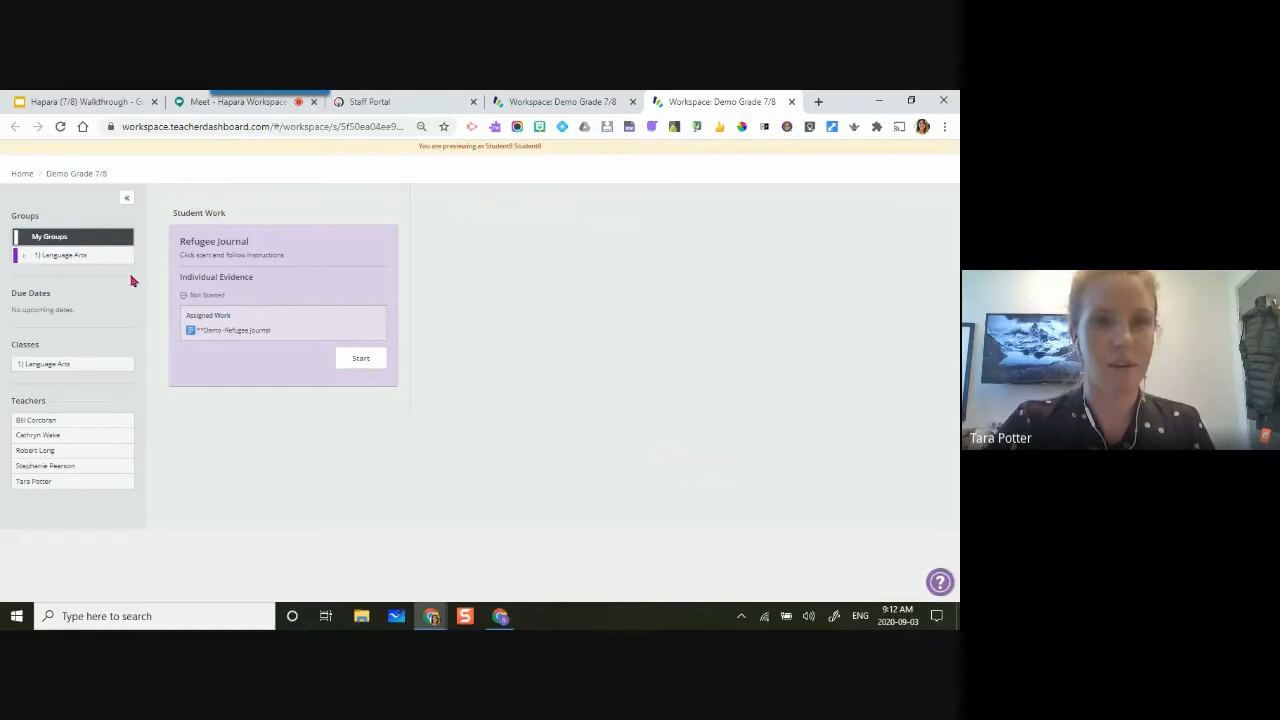 Hapara (7/8) Walkthrough - G
Meet - Hapara Workspace
Staff Portal
Workspace: Demo Grade 7/8
Workspace: Demo Grade 7/8
workspace.teacherdashboard.com/#/workspace/s/5f50ea04ee9...
You are previewing as Student8 Student8
Home / Demo Grade 7/8
Groups
My Groups
1) Language Arts
Due Dates
No upcoming dates.
Classes
1) Language Arts
Teachers
Bill Corcoran
Cathryn Wake
Robert Long
Stephanie Pearson
Tara Potter
Student Work
Refugee Journal
Click start and follow instructions
Individual Evidence
Not Started
Assigned Work
**Demo -Refugee Journal
Start
Tara Potter
Type here to search
ENG
9:12 AM
2020-09-03